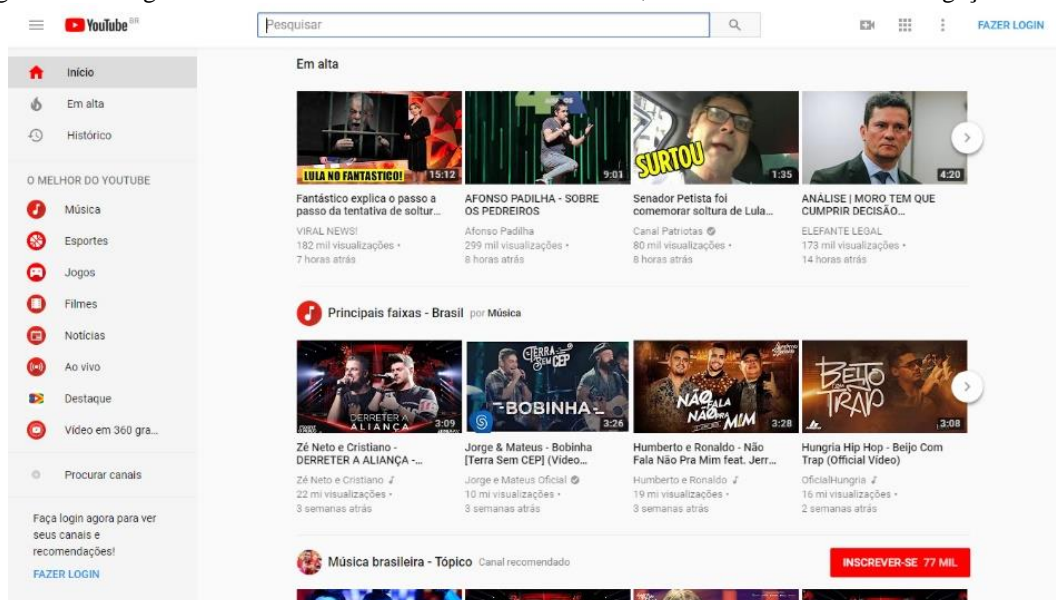 YouTube BR
Pesquisar
FAZER LOGIN
Início
Em alta
Histórico
O MELHOR DO YOUTUBE
Música
Esportes
Jogos
Filmes
Notícias
Ao vivo
Destaque
Vídeo em 360 gra...
Procurar canais
Faça login agora para ver
seus canais e
recomendações!
FAZER LOGIN
Em alta
LULA NO FANTASTICO!
15:12
9:01
SURTOU
1:35
4:20
Fantástico explica o passo a
passo da tentativa de soltur...
VIRAL NEWS!
182 mil visualizações •
7 horas atrás
AFONSO PADILHA - SOBRE
OS PEDREIROS
Afonso Padilha
299 mil visualizações •
8 horas atrás
Senador Petista foi
comemorar soltura de Lula...
Canal Patriotas
80 mil visualizações •
8 horas atrás
ANÁLISE | MORO TEM QUE
CUMPRIR DECISÃO...
ELEFANTE LEGAL
173 mil visualizações •
14 horas atrás
Principais faixas - Brasil por Música
DERRETER A
ALIANÇA
3:09
TERRA
SEM CEP
BOBINHA
3:26
NÃO FALA
NÃO PRA MIM
3:28
BEIJO
COM
TRAP
3:08
Zé Neto e Cristiano -
DERRETER A ALIANÇA -...
Zé Neto e Cristiano
22 mi visualizações •
3 semanas atrás
Jorge & Mateus - Bobinha
[Terra Sem CEP] (Vídeo...
Jorge e Mateus Oficial
10 mi visualizações •
3 semanas atrás
Humberto e Ronaldo - Não
Fala Não Pra Mim feat. Jerr...
Humberto e Ronaldo
19 mi visualizações •
3 semanas atrás
Hungria Hip Hop - Beijo Com
Trap (Official Vídeo)
OficialHungria
16 mi visualizações •
2 semanas atrás
Música brasileira - Tópico Canal recomendado
INSCREVER-SE 77 MIL